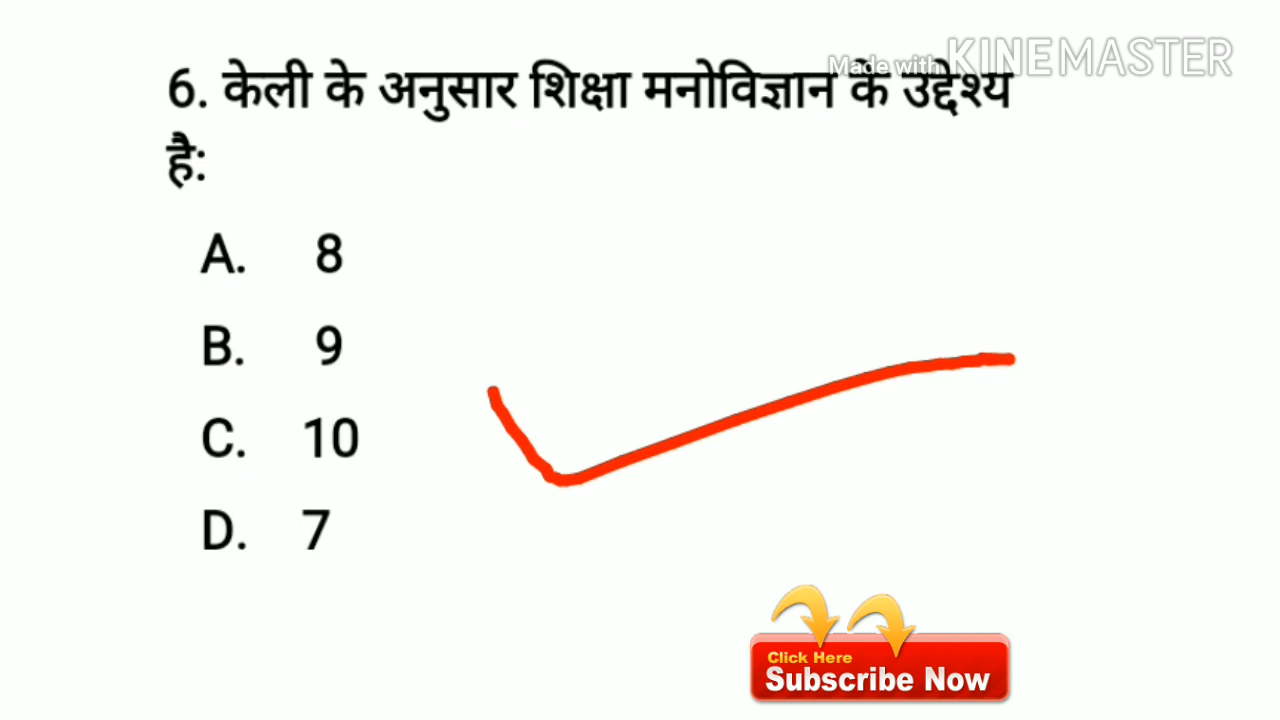 Made with KINEMASTER
6. केली के अनुसार शिक्षा मनोविज्ञान के उद्देश्य
है:
A. 8
B. 9
C. 10
D. 7
Click Here
Subscribe Now